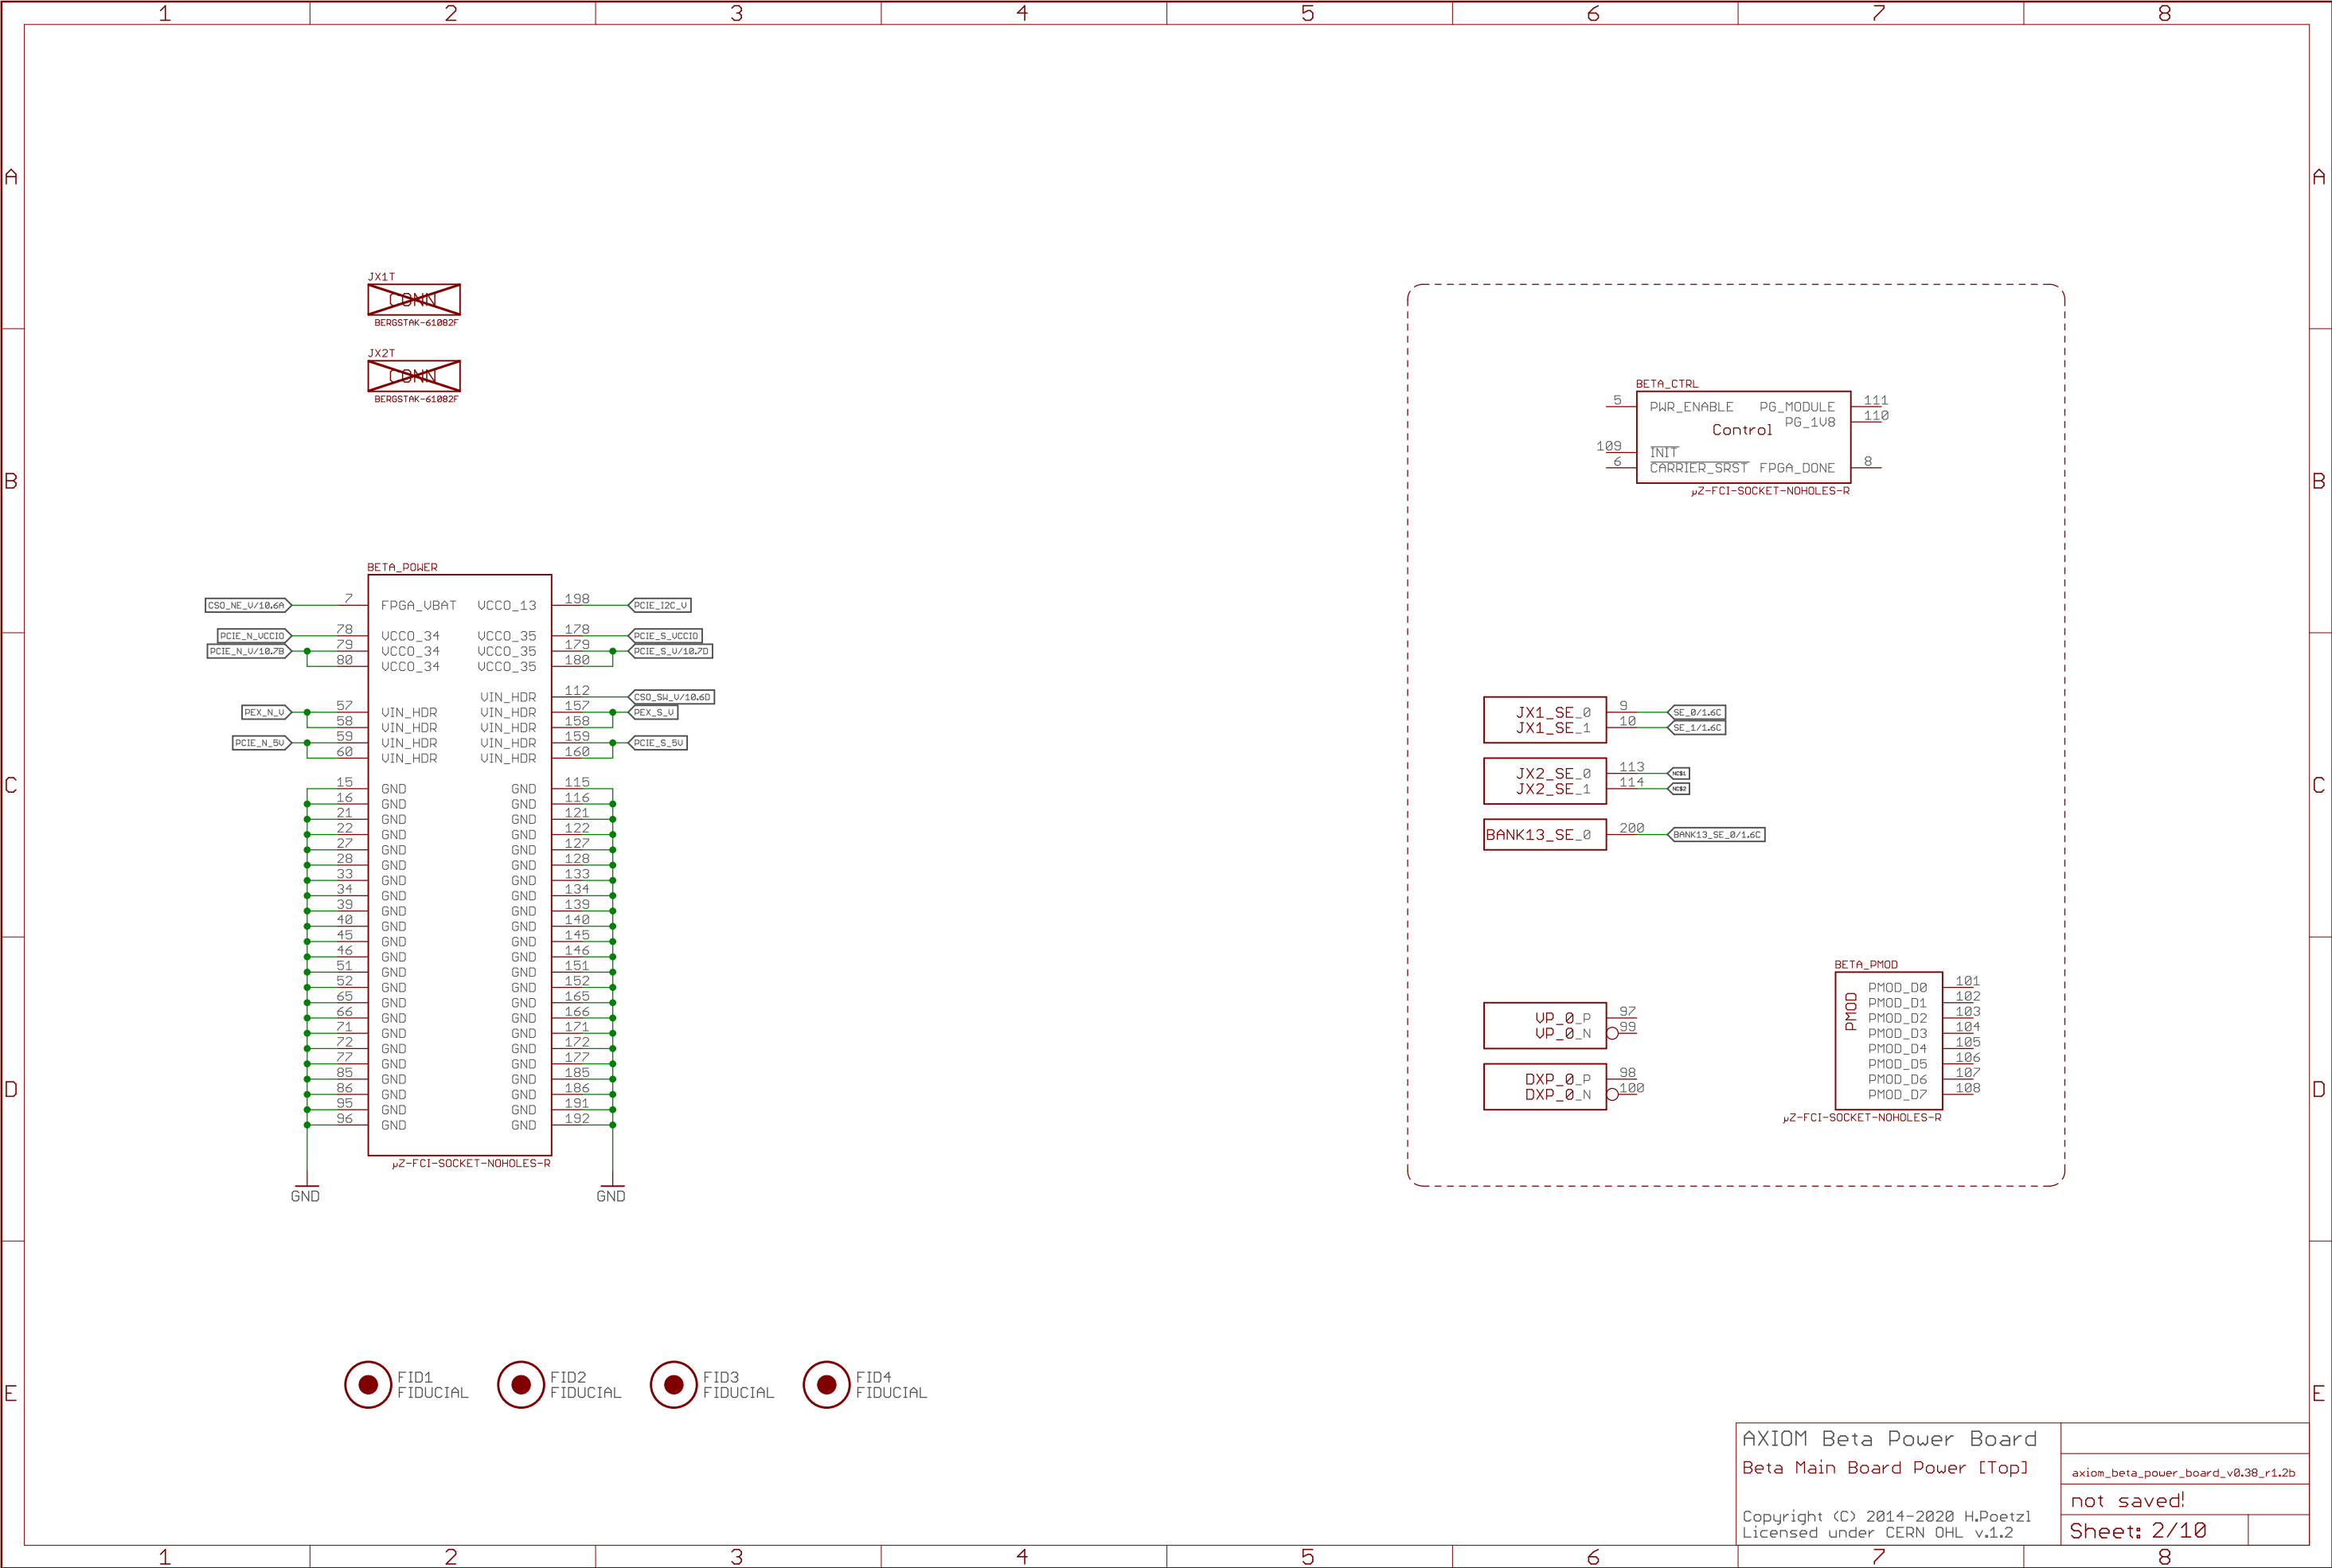 1 2 3 4 5 6 7 8
A A
JX1T
CONN
BERGSTAK-61082F
JX2T
CONN
BERGSTAK-61082F
BETA_CTRL
5 PWR_ENABLE PG_MODULE 111
PG_1V8 110
Control
109 INIT
6 CARRIER_SRST FPGA_DONE 8
µZ-FCI-SOCKET-NOHOLES-R
B B
BETA_POWER
CSO_NE_V/10.6A 7 FPGA_VBAT VCCO_13 198 PCIE_I2C_V
PCIE_N_VCCIO 78 VCCO_34 VCCO_35 178 PCIE_S_VCCIO
PCIE_N_V/10.7B 79 VCCO_34 VCCO_35 179 PCIE_S_V/10.7D
80 VCCO_34 VCCO_35 180
VIN_HDR 112 CSO_SW_V/10.6D
PEX_N_V 57 VIN_HDR VIN_HDR 157 PEX_S_V
58 VIN_HDR VIN_HDR 158
PCIE_N_5V 59 VIN_HDR VIN_HDR 159 PCIE_S_5V
60 VIN_HDR VIN_HDR 160
15 GND GND 115
16 GND GND 116
21 GND GND 121
22 GND GND 122
27 GND GND 127
28 GND GND 128
33 GND GND 133
34 GND GND 134
39 GND GND 139
40 GND GND 140
45 GND GND 145
46 GND GND 146
51 GND GND 151
52 GND GND 152
65 GND GND 165
66 GND GND 166
71 GND GND 171
72 GND GND 172
77 GND GND 177
85 GND GND 185
86 GND GND 186
95 GND GND 191
96 GND GND 192
µZ-FCI-SOCKET-NOHOLES-R
GND GND
JX1_SE_0 9 SE_0/1.6C
JX1_SE_1 10 SE_1/1.6C
JX2_SE_0 113 NC$1
JX2_SE_1 114 NC$2
BANK13_SE_0 200 BANK13_SE_0/1.6C
C C
VP_0_P 97
VP_0_N 99
DXP_0_P 98
DXP_0_N 100
BETA_PMOD
PMOD
PMOD_D0 101
PMOD_D1 102
PMOD_D2 103
PMOD_D3 104
PMOD_D4 105
PMOD_D5 106
PMOD_D6 107
PMOD_D7 108
µZ-FCI-SOCKET-NOHOLES-R
D D
FID1
FIDUCIAL
FID2
FIDUCIAL
FID3
FIDUCIAL
FID4
FIDUCIAL
E E
AXIOM Beta Power Board
Beta Main Board Power [Top]
Copyright (C) 2014-2020 H.Poetzl
Licensed under CERN OHL v.1.2
axiom_beta_power_board_v0.38_r1.2b
not saved!
Sheet: 2/10
1 2 3 4 5 6 7 8